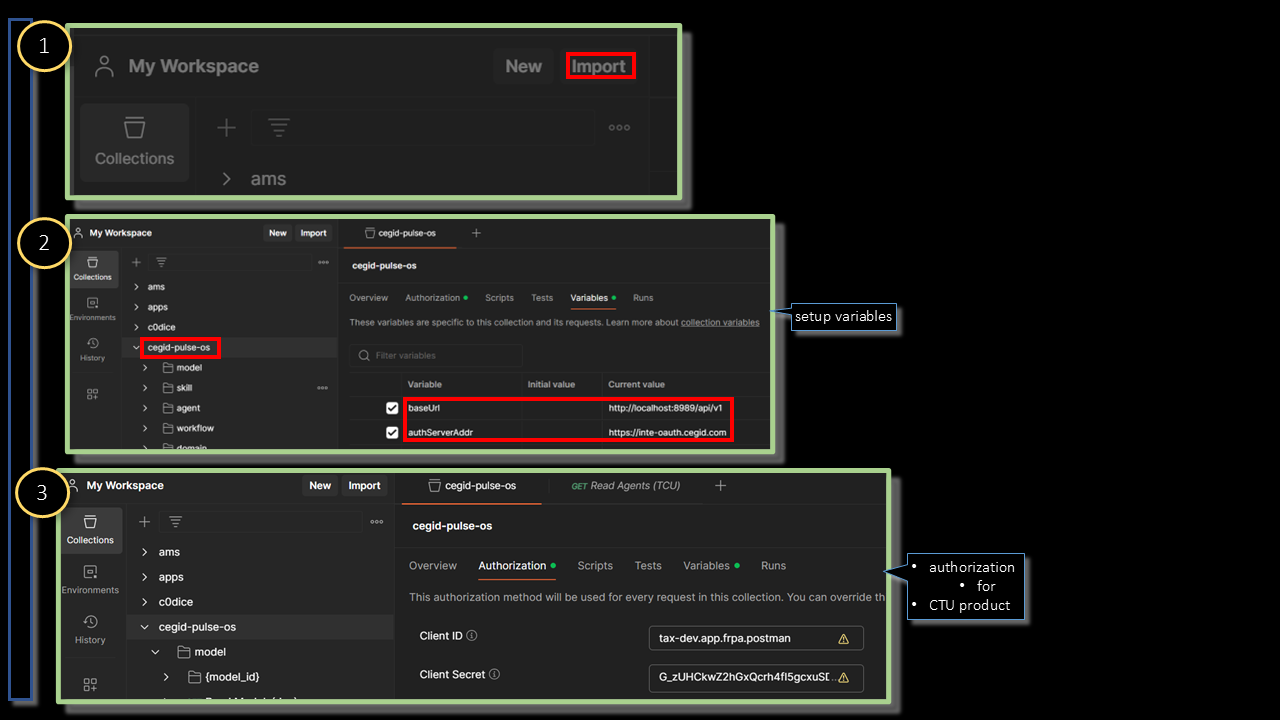 1
My Workspace
New
Import
Collections
ams
2
My Workspace
New
Import
cegid-pulse-os
Collections
cegid-pulse-os
ams
Overview
Authorization
Scripts
Tests
Variables
Runs
apps
Environments
These variables are specific to this collection and its requests. Learn more about collection variables
setup variables
c0dice
cegid-pulse-os
History
Filter variables
model
Variable
Initial value
Current value
skill
agent
baseUrl
http://localhost:8989/api/v1
workflow
authServerAddr
https://inte-oauth.cegid.com
domain
3
My Workspace
New
Import
cegid-pulse-os
GET Read Agents (TCU)
Collections
cegid-pulse-os
ams
Overview
Authorization
Scripts
Tests
Variables
Runs
apps
Environments
This authorization method will be used for every request in this collection. You can override th
c0dice
History
cegid-pulse-os
Client ID
tax-dev.app.frpa.postman
model
{model_id}
Client Secret
• authorization
• for
• CTU product